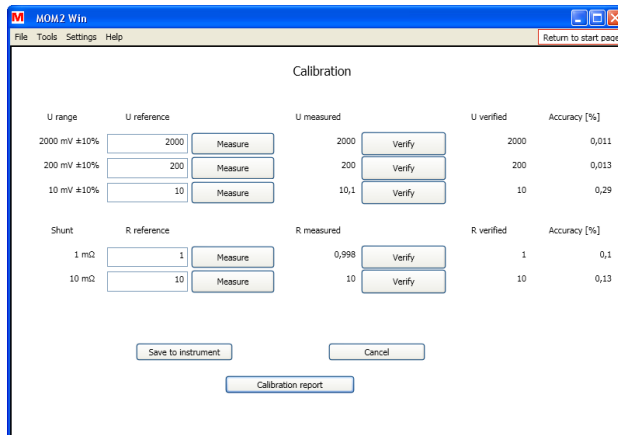 M MOM2 Win
File Tools Settings Help Return to start page
Calibration
U range U reference U measured U verified Accuracy [%]
2000 mV ±10% 2000 Measure 2000 Verify 2000 0,011
200 mV ±10% 200 Measure 200 Verify 200 0,013
10 mV ±10% 10 Measure 10,1 Verify 10 0,29
Shunt R reference R measured R verified Accuracy [%]
1 mΩ 1 Measure 0,998 Verify 1 0,1
10 mΩ 10 Measure 10 Verify 10 0,13
Save to instrument Cancel
Calibration report